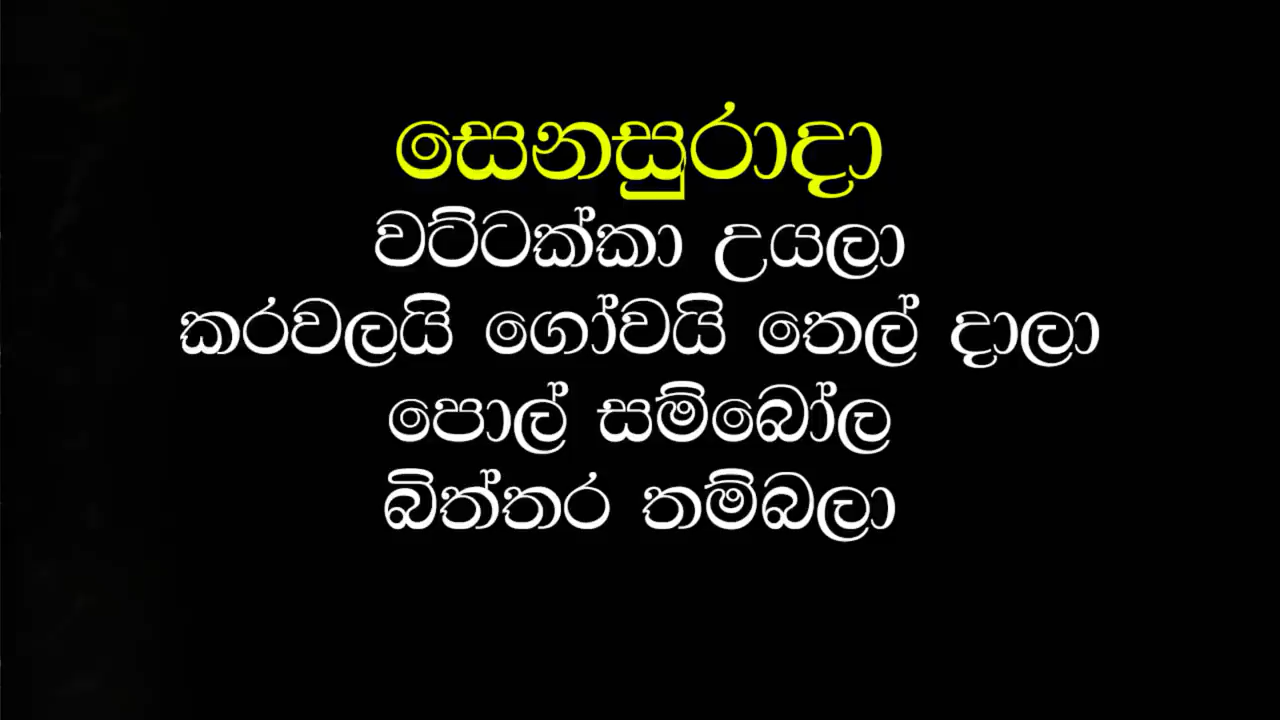 සෙනසුරාදා
වට්ටක්කා උයලා
කරවලයි ගෝවයි තෙල් දාලා
පොල් සම්බෝල
බිත්තර තම්බලා